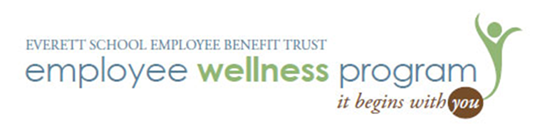 EVERETT SCHOOL EMPLOYEE BENEFIT TRUST
employee wellness program
it begins with you